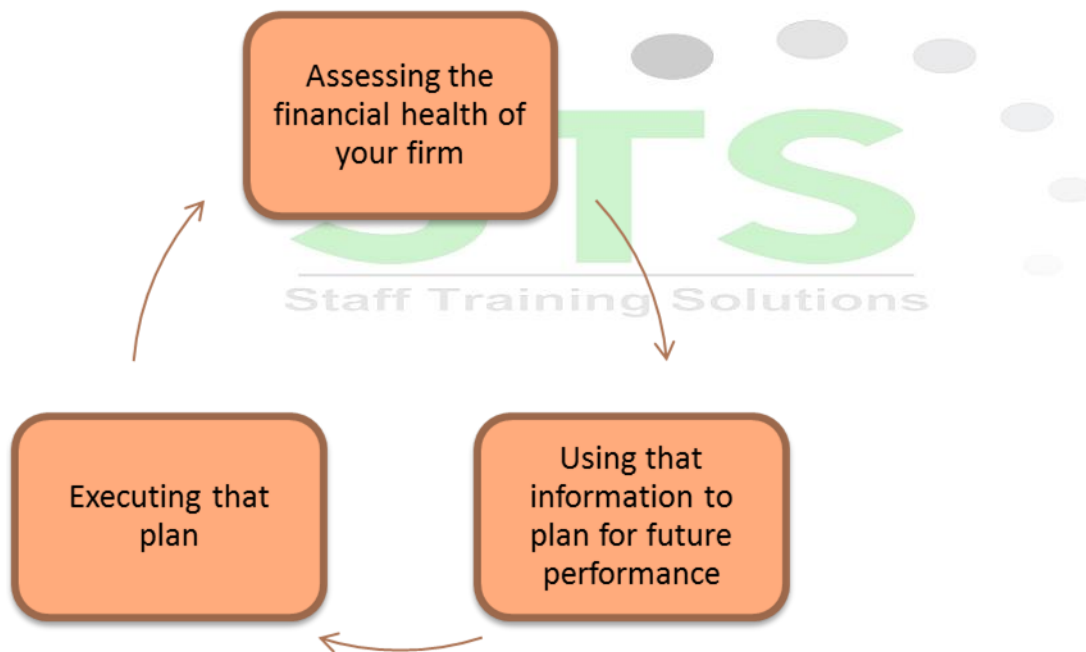 Assessing the
financial health of
your firm
STS
Staff Training Solutions
Executing that
plan
Using that
information to
plan for future
performance